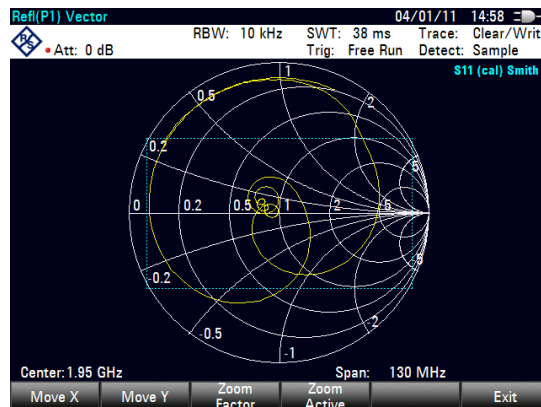 Refl(P1) Vector 04/01/11 14:58
RBW: 10 kHz SWT: 38 ms Trace: Clear/Writ
Att: 0 dB Trig: Free Run Detect: Sample
S11 (cal) Smith
1
0.5 2
0.2 5
0 0.2 0.5 1 2 5
-0.2 -5
-0.5 -2
-1
Center: 1.95 GHz Span: 130 MHz
Move X Move Y Zoom Factor Zoom Active Exit